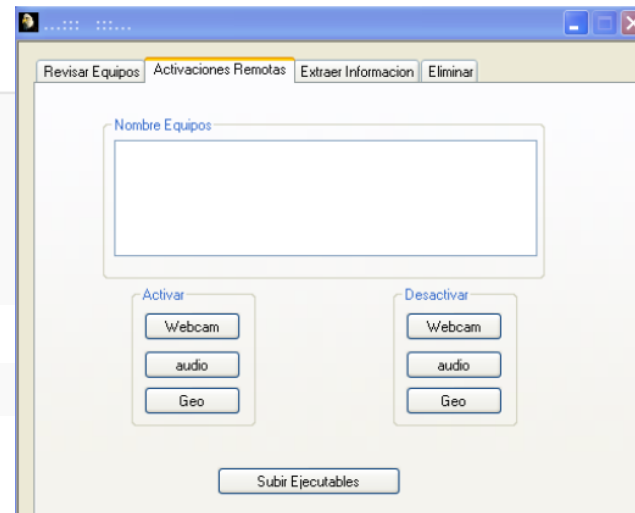 ...::: :::...
Revisar Equipos Activaciones Remotas Extraer Informacion Eliminar
Nombre Equipos
Activar Desactivar
Webcam Webcam
audio audio
Geo Geo
Subir Ejecutables